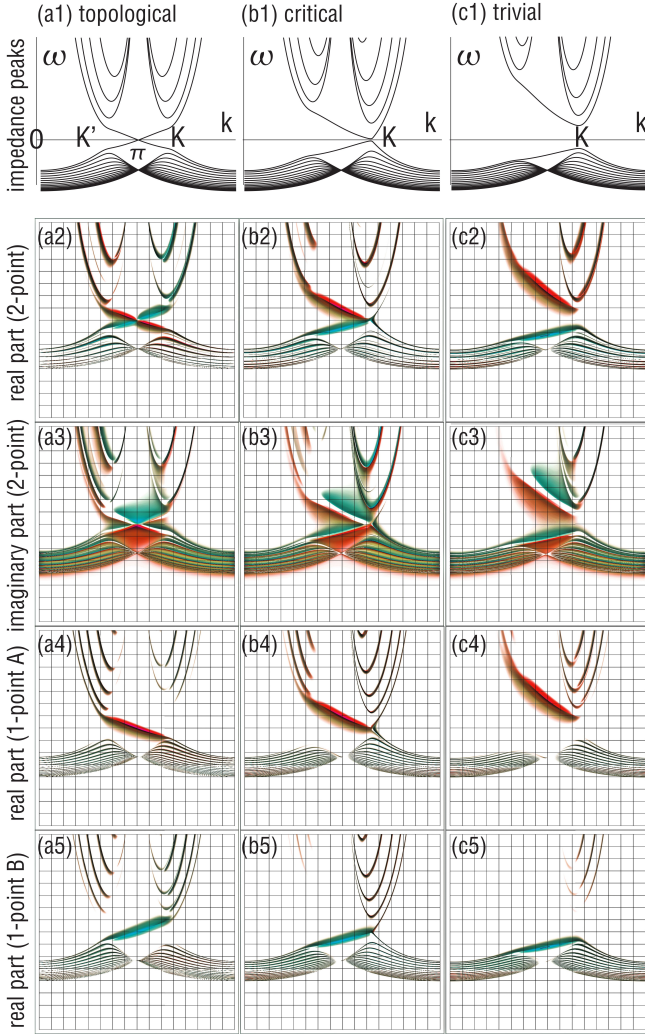 (a1) topological
(b1) critical
(c1) trivial
impedance peaks
ω
0
K'
π
K
k
ω
K
k
ω
K
k
real part (2-point)
(a2)
(b2)
(c2)
imaginary part (2-point)
(a3)
(b3)
(c3)
real part (1-point A)
(a4)
(b4)
(c4)
real part (1-point B)
(a5)
(b5)
(c5)